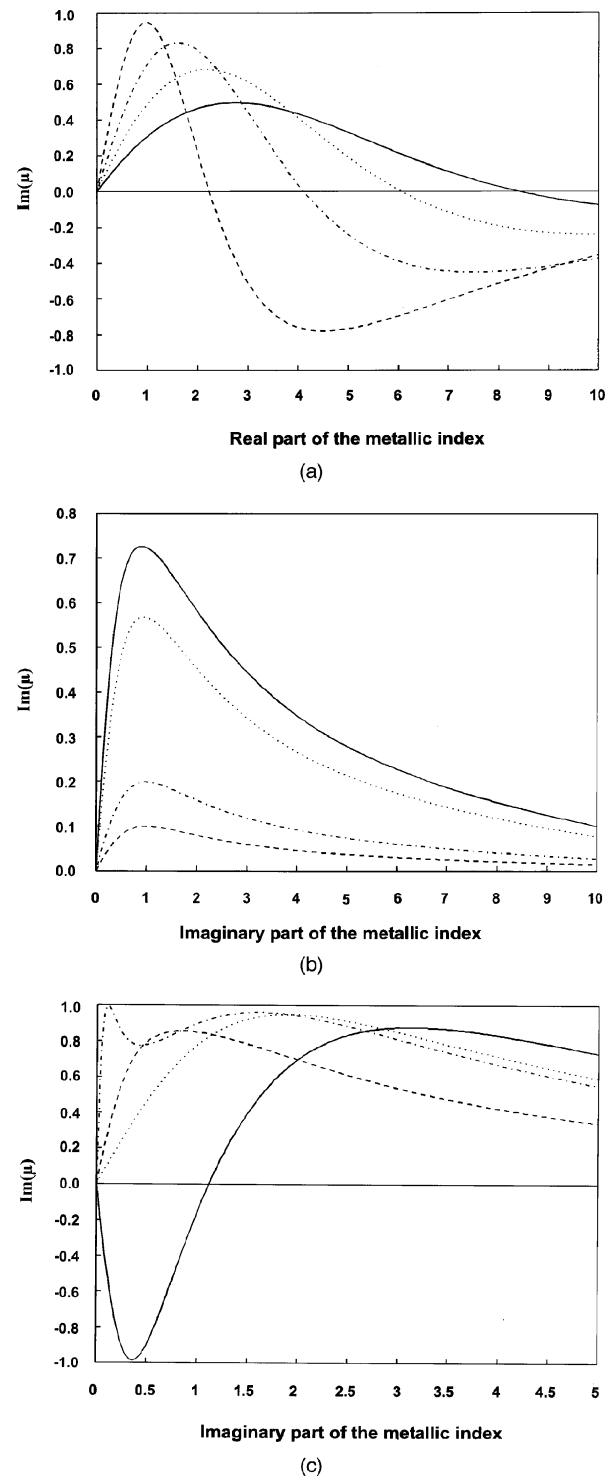 1.0
0.8
0.6
0.4
0.2
0.0
-0.2
-0.4
-0.6
-0.8
-1.0
Im(μ)
0 1 2 3 4 5 6 7 8 9 10
Real part of the metallic index
(a)
0.8
0.7
0.6
0.5
0.4
0.3
0.2
0.1
0.0
Im(μ)
0 1 2 3 4 5 6 7 8 9 10
Imaginary part of the metallic index
(b)
1.0
0.8
0.6
0.4
0.2
0.0
-0.2
-0.4
-0.6
-0.8
-1.0
Im(μ)
0 0.5 1 1.5 2 2.5 3 3.5 4 4.5 5
Imaginary part of the metallic index
(c)